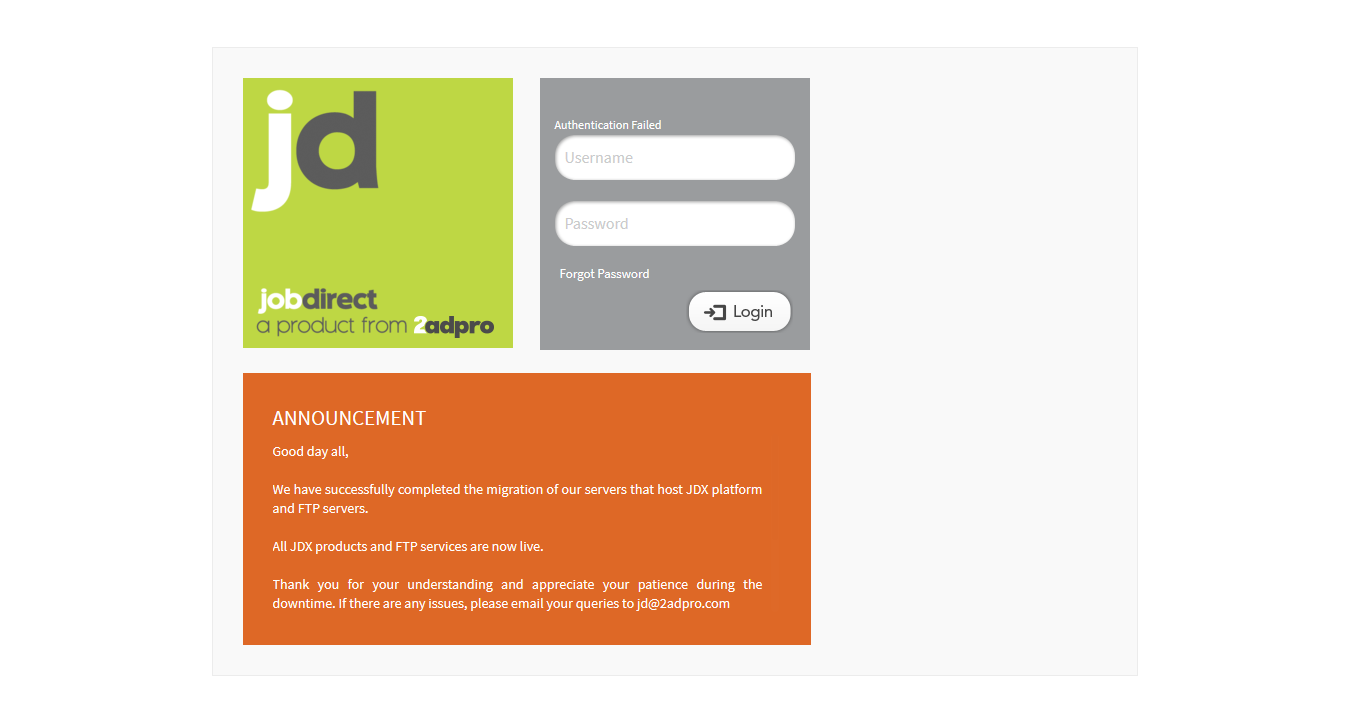 jd
jobdirect
a product from 2adpro
Authentication Failed
Username
Password
Forgot Password
Login
ANNOUNCEMENT
Good day all,
We have successfully completed the migration of our servers that host JDX platform
and FTP servers.
All JDX products and FTP services are now live.
Thank you for your understanding and appreciate your patience during the
downtime. If there are any issues, please email your queries to jd@2adpro.com